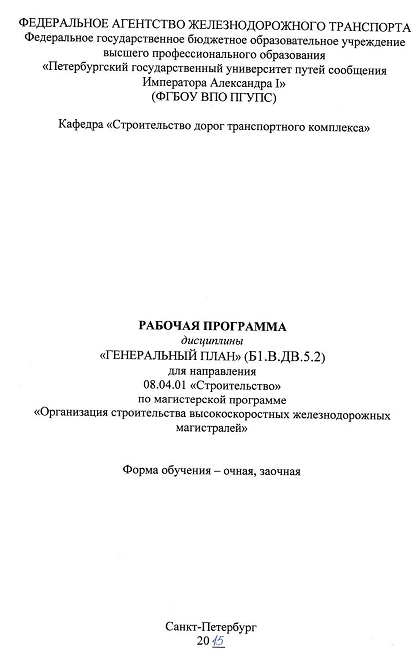 ФЕДЕРАЛЬНОЕ АГЕНТСТВО ЖЕЛЕЗНОДОРОЖНОГО ТРАНСПОРТА
Федеральное государственное бюджетное образовательное учреждение
высшего профессионального образования
«Петербургский государственный университет путей сообщения
Императора Александра I»
(ФГБОУ ВПО ПГУПС)
Кафедра «Строительство дорог транспортного комплекса»
РАБОЧАЯ ПРОГРАММА
дисциплины
«ГЕНЕРАЛЬНЫЙ ПЛАН» (Б1.В.ДВ.5.2)
для направления
08.04.01 «Строительство»
по магистерской программе
«Организация строительства высокоскоростных железнодорожных
магистралей»
Форма обучения – очная, заочная
Санкт-Петербург
2015